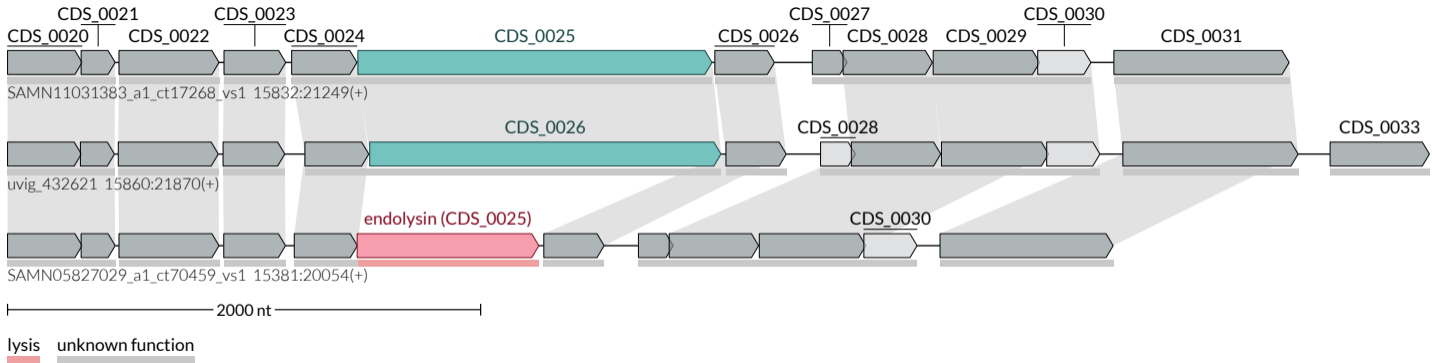 CDS_0021 CDS_0023 CDS_0027 CDS_0030
CDS_0020 CDS_0022 CDS_0024 CDS_0025 CDS_0026 CDS_0028 CDS_0029 CDS_0031
SAMN11031383_a1_ct17268_vs1 15832:21249(+)
CDS_0026 CDS_0028 CDS_0033
uvig_432621 15860:21870(+)
endolysin (CDS_0025) CDS_0030
SAMN05827029_a1_ct70459_vs1 15381:20054(+)
2000 nt
lysis unknown function